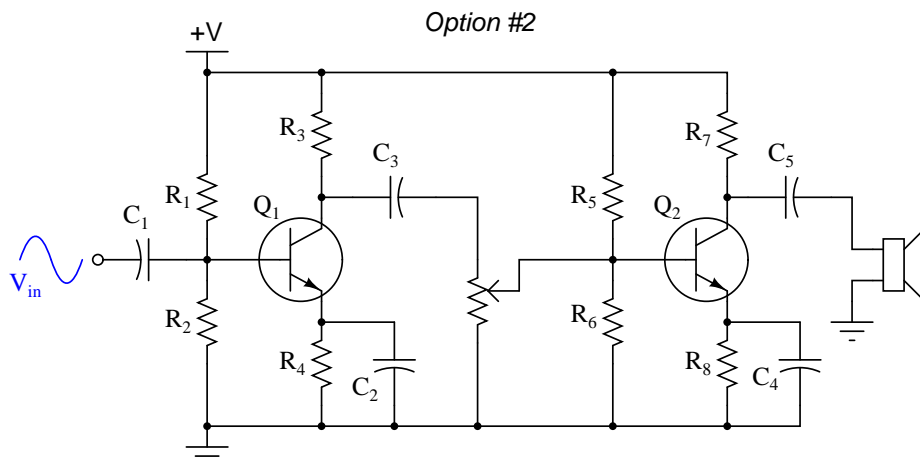 Option #2
+V
R3
R7
C3
C5
R1
Q1
R5
Q2
C1
Vin
R2
R6
R4
C2
R8
C4